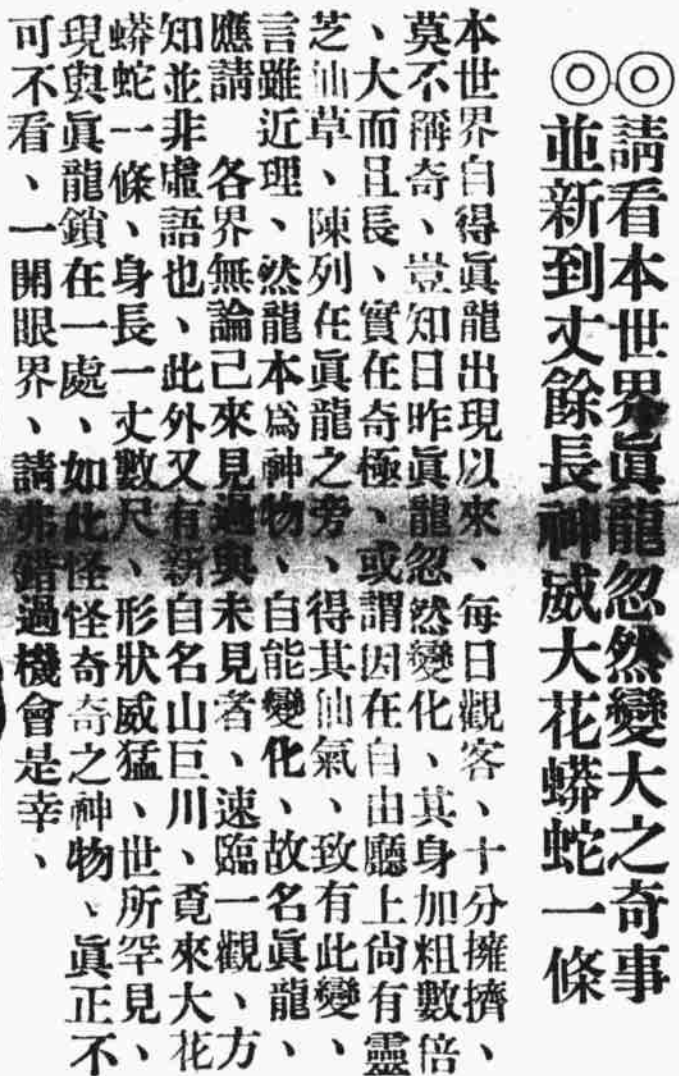 ◎請看本世界眞龍忽然變大之奇事
◎並新到丈餘長神威大花蟒蛇一條
本世界自得眞龍出現以來、每日觀客、十分擁擠、
莫不稱奇、豈知日昨眞龍忽然變化、其身加粗數倍
、大而且長、實在奇極、或謂因在自由廳上尙有靈
芝仙草、陳列在眞龍之旁、得其仙氣、致有此變、
言雖近理、然龍本爲神物、自能變化、故名眞龍、
應請　各界無論已來見過與未見者、速臨一觀、方
知並非虛語也、此外又有新自名山巨川、覔來大花
蟒蛇一條、身長一丈數尺、形狀威猛、世所罕見、
現與眞龍鎖在一處、如此怪怪奇奇之神物、眞正不
可不看、一開眼界、請弗錯過機會是幸、